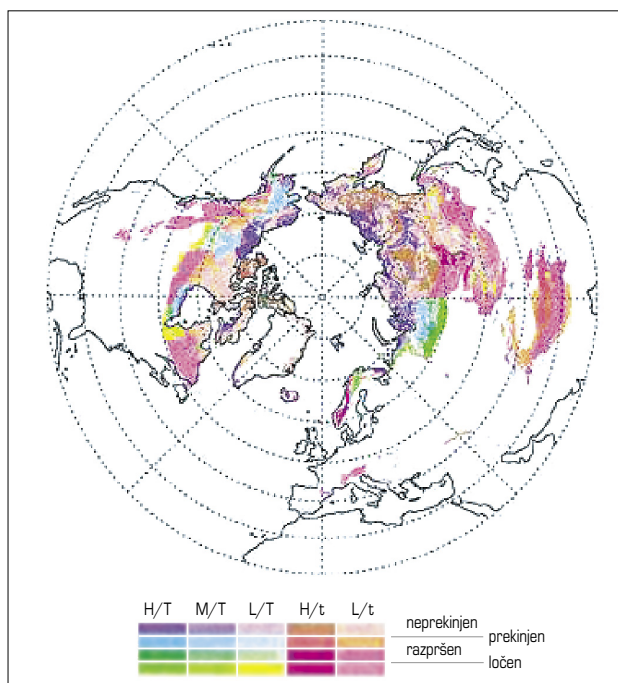 H/T M/T L/T H/t L/t
neprekinjen
prekinjen
razpršen
ločen